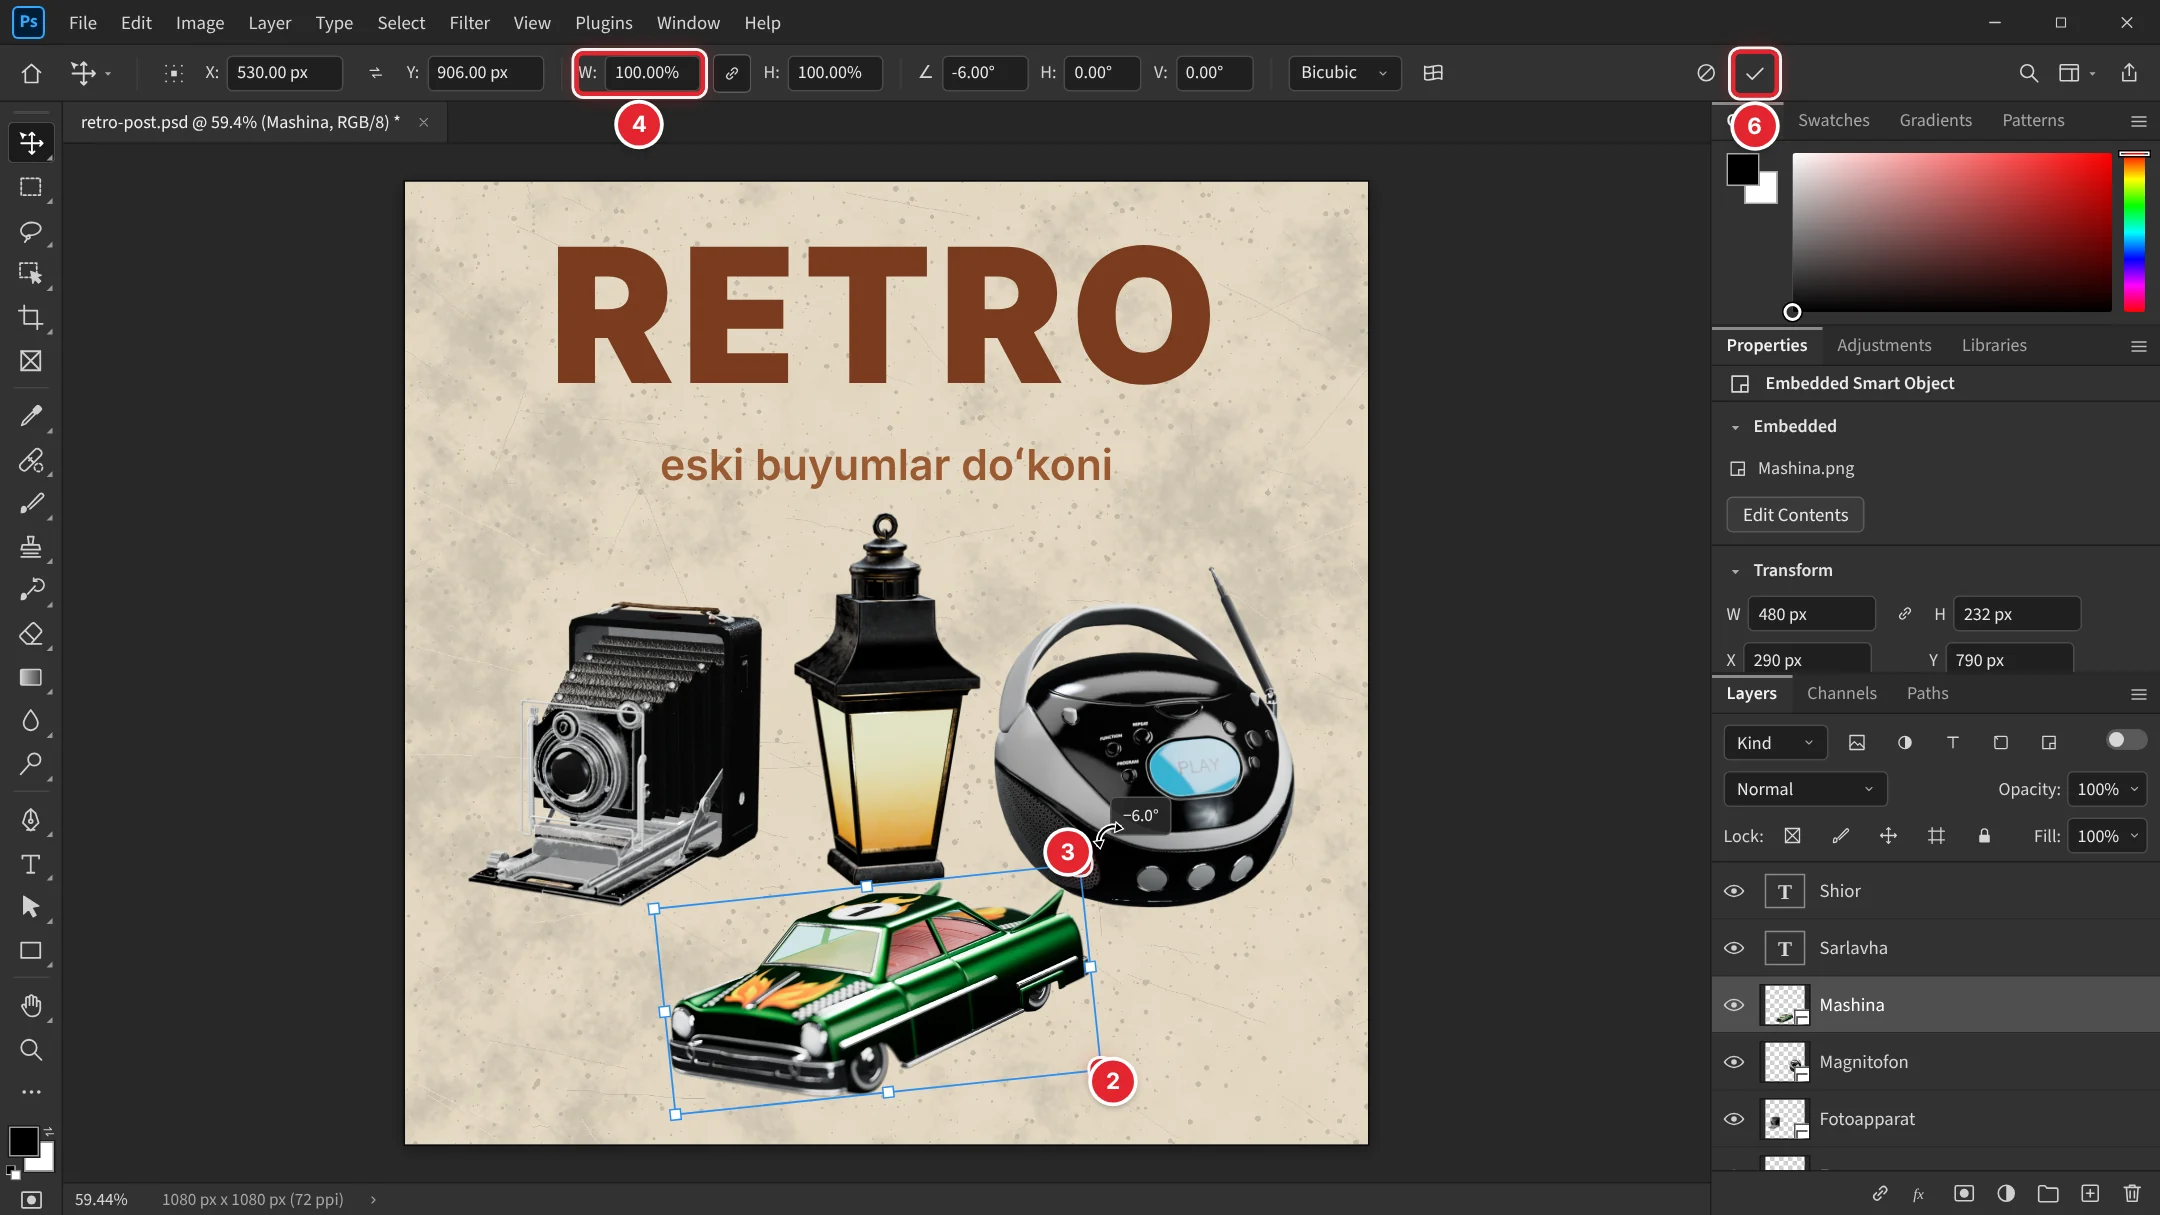 Ps File Edit Image Layer Type Select Filter View Plugins Window Help
X: 530.00 px Y: 906.00 px W: 100.00% H: 100.00% -6.00° H: 0.00° V: 0.00° Bicubic
retro-post.psd @ 59.4% (Mashina, RGB/8) *
4
6
Swatches Gradients Patterns
RETRO
eski buyumlar do‘koni
FUNCTION
REPEAT
PROGRAM
PLAY
−6.0°
3
1
2
Properties Adjustments Libraries
Embedded Smart Object
Embedded
Mashina.png
Edit Contents
Transform
W 480 px H 232 px
X 290 px Y 790 px
Layers Channels Paths
Kind
Normal Opacity: 100%
Lock: Fill: 100%
T Shior
T Sarlavha
Mashina
Magnitofon
Fotoapparat
fx
59.44% 1080 px x 1080 px (72 ppi)